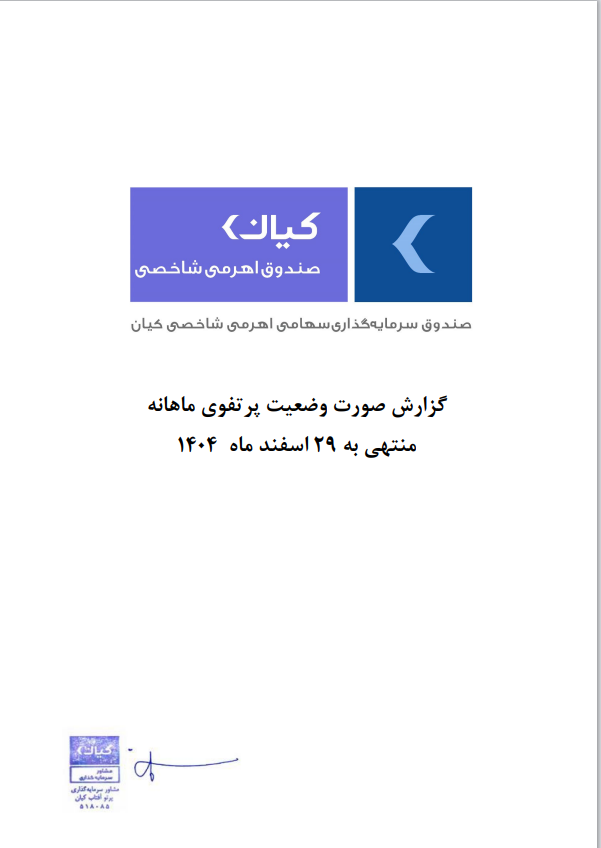 کیان
صندوق اهرمی شاخصی
صندوق سرمایه‌گذاری سهامی اهرمی شاخصی کیان
گزارش صورت وضعیت پرتفوی ماهانه
منتهی به ۲۹ اسفند ماه ۱۴۰۴
کیان
مشاور
سرمایه گذاری
مشاور سرمایه‌گذاری
پرتو آفتاب کیان
۵۱۸۰۸۵